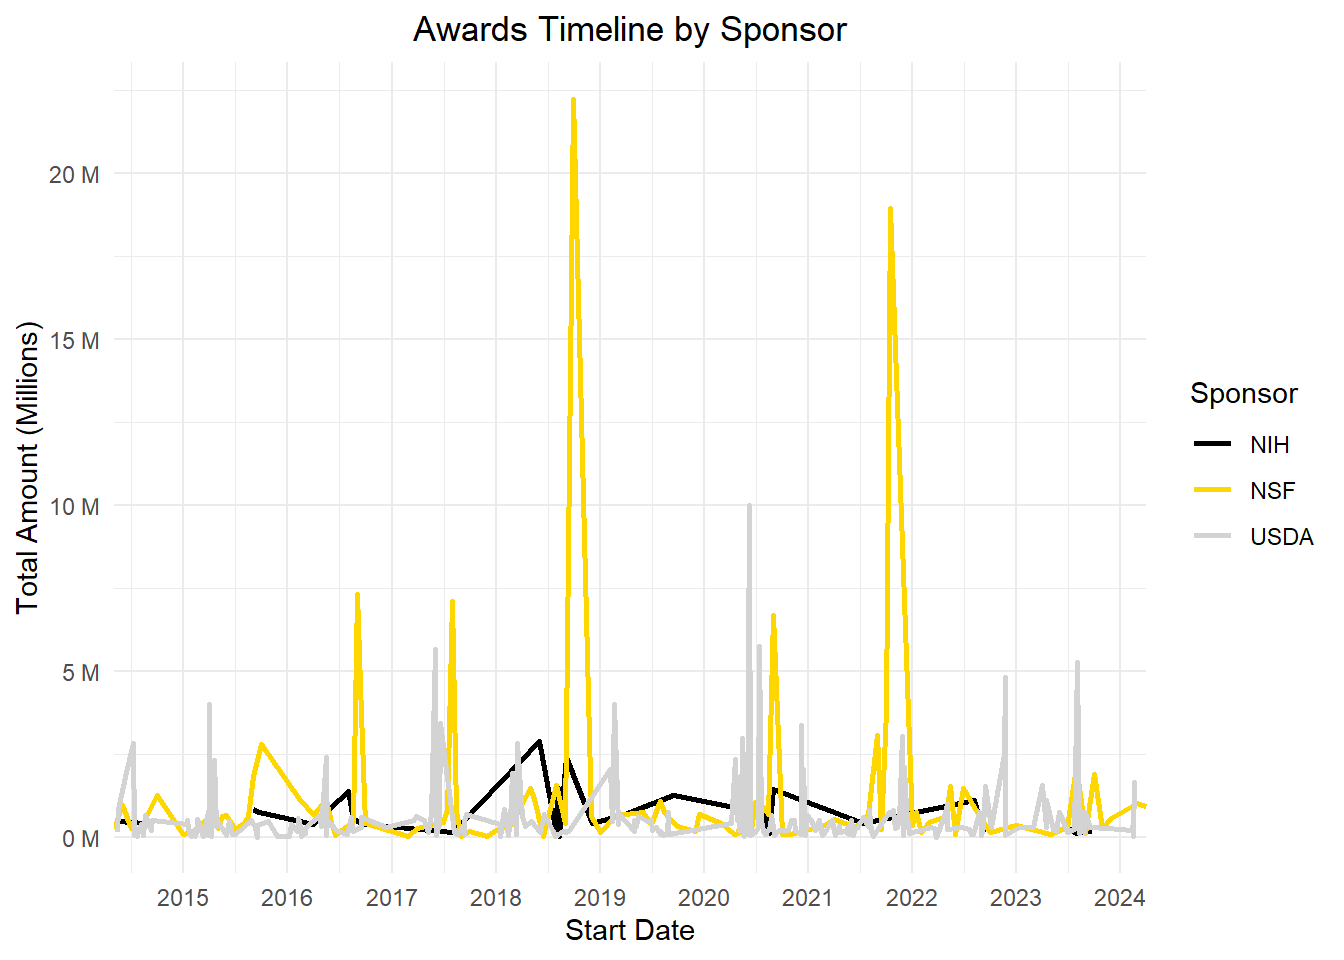 Awards Timeline by Sponsor
Total Amount (Millions)
20 M
15 M
10 M
5 M
0 M
2015 2016 2017 2018 2019 2020 2021 2022 2023 2024
Start Date
Sponsor
NIH
NSF
USDA